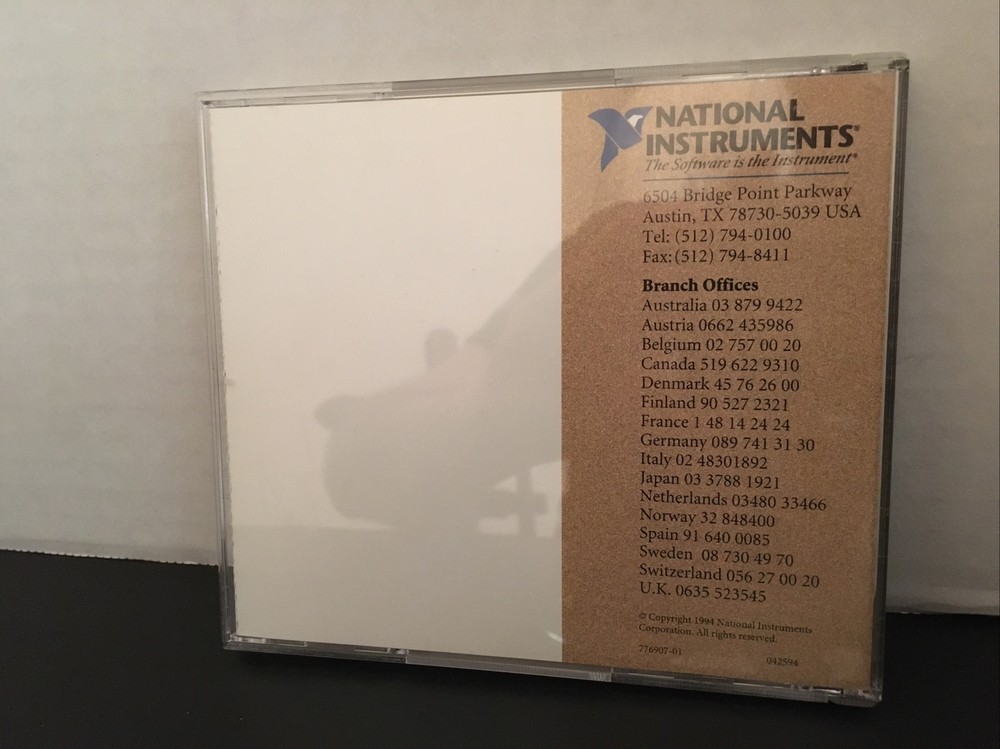 NATIONAL
INSTRUMENTS®
The Software is the Instrument®
6504 Bridge Point Parkway
Austin, TX 78730-5039 USA
Tel: (512) 794-0100
Fax: (512) 794-8411
Branch Offices
Australia 03 879 9422
Austria 0662 435986
Belgium 02 757 00 20
Canada 519 622 9310
Denmark 45 76 26 00
Finland 90 527 2321
France 1 48 14 24 24
Germany 089 741 31 30
Italy 02 48301892
Japan 03 3788 1921
Netherlands 03480 33466
Norway 32 848400
Spain 91 640 0085
Sweden 08 730 49 70
Switzerland 056 27 00 20
U.K. 0635 523545
© Copyright 1994 National Instruments
Corporation. All rights reserved.
776907-01
042594